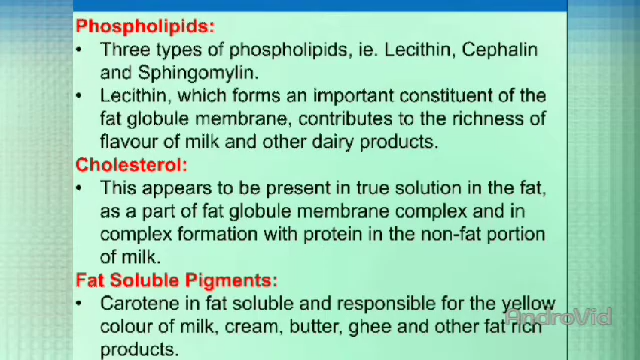 Phospholipids:
• Three types of phospholipids, ie. Lecithin, Cephalin
and Sphingomylin.
• Lecithin, which forms an important constituent of the
fat globule membrane, contributes to the richness of
flavour of milk and other dairy products.
Cholesterol:
• This appears to be present in true solution in the fat,
as a part of fat globule membrane complex and in
complex formation with protein in the non-fat portion
of milk.
Fat Soluble Pigments:
• Carotene in fat soluble and responsible for the yellow
colour of milk, cream, butter, ghee and other fat rich
products.
AndroVid